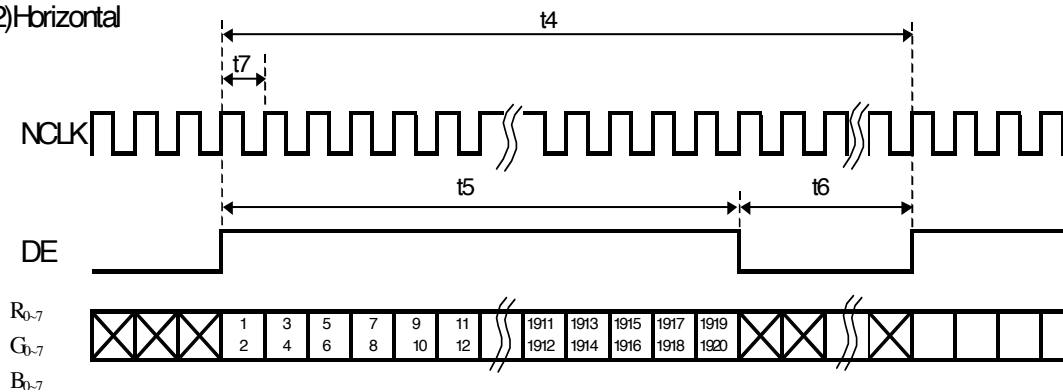 2)Horizontal
t4
t7
NCLK
t5 t6
DE
R0~7
G0~7
B0~7
1 3 5 7 9 11 1911 1913 1915 1917 1919
2 4 6 8 10 12 1912 1914 1916 1918 1920